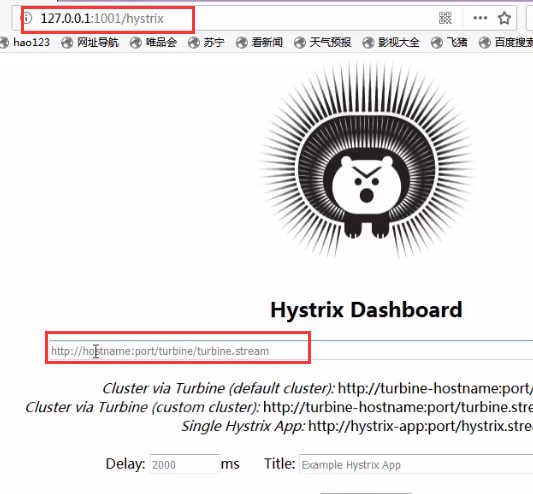 127.0.0.1:1001/hystrix
hao123 网址导航 唯品会 苏宁 看新闻 天气预报 影视大全 飞猪 百度搜索
Hystrix Dashboard
http://hostname:port/turbine/turbine.stream
Cluster via Turbine (default cluster): http://turbine-hostname:port/
Cluster via Turbine (custom cluster): http://turbine-hostname:port/turbine.stre
Single Hystrix App: http://hystrix-app:port/hystrix.strea
Delay: 2000 ms Title: Example Hystrix App